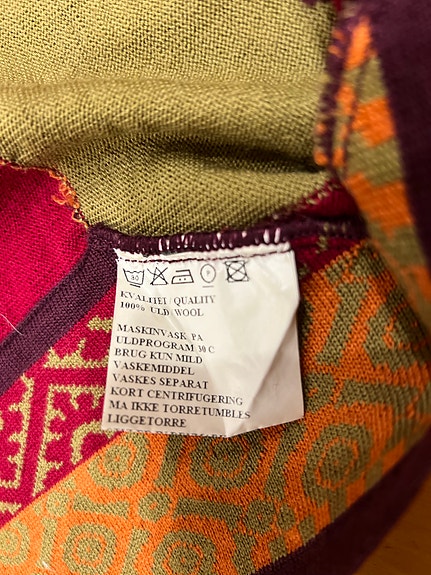 30
KVALITET/QUALITY
100% ULD WOOL
MASKINVASK PA
ULDPROGRAM 30 C
BRUG KUN MILD
VASKEMIDDEL
VASKES SEPARAT
KORT CENTRIFUGERING
MA IKKE TORRETUMBLES
LIGGETORRE